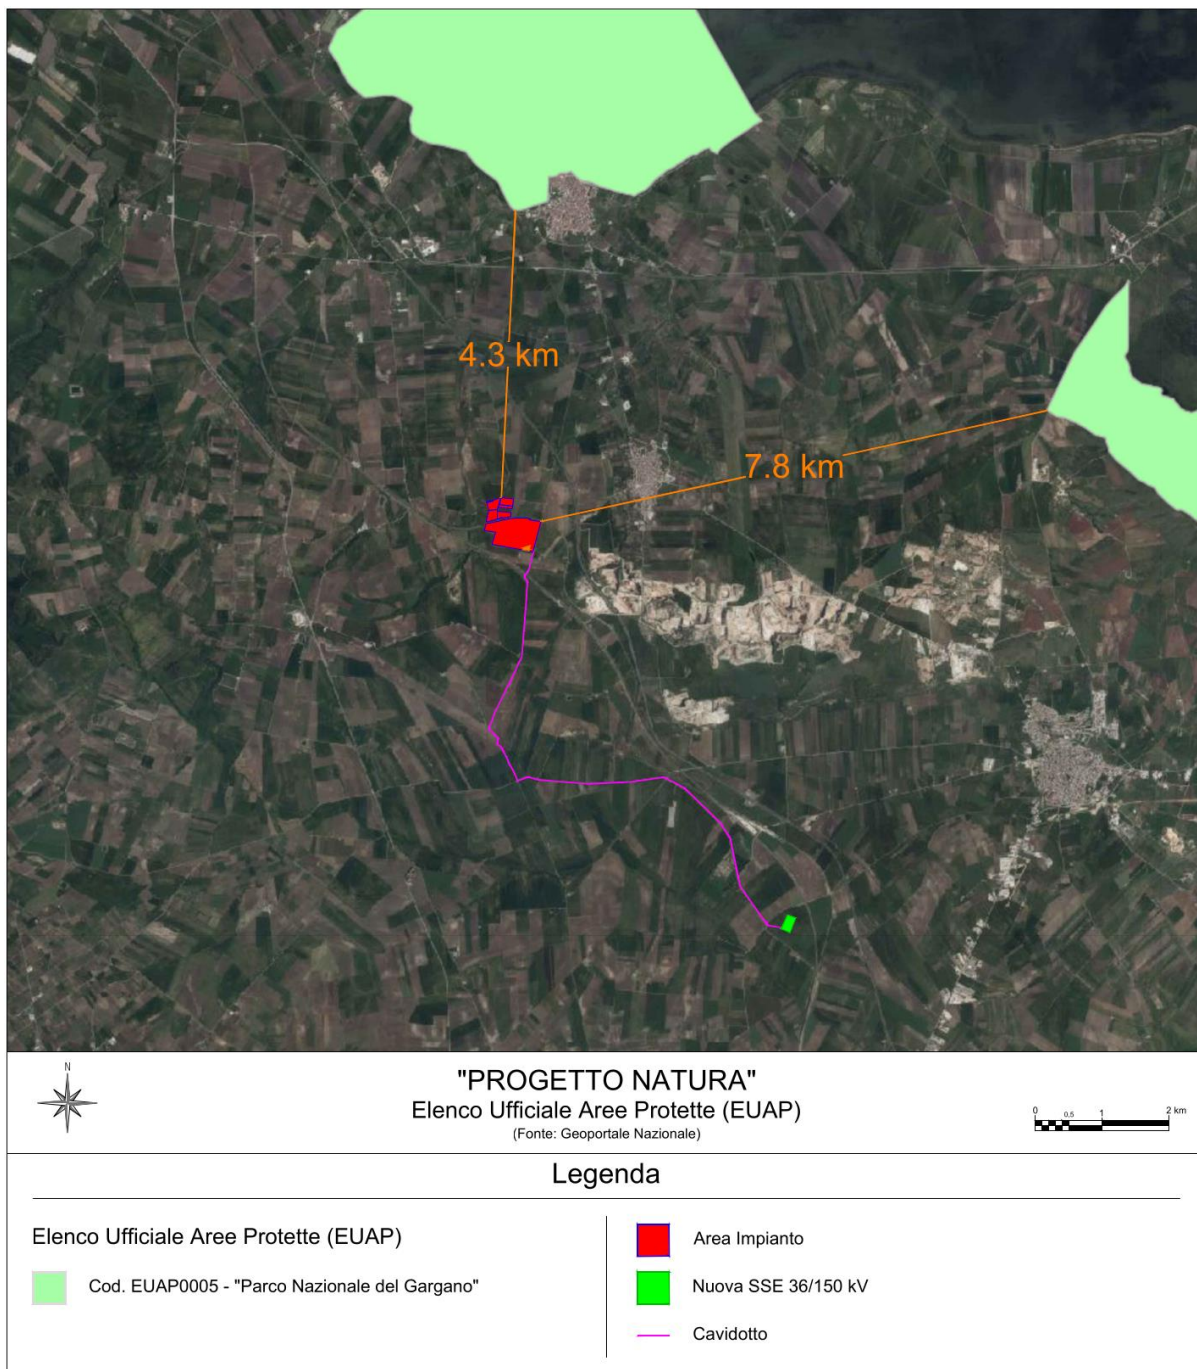 4.3 km
7.8 km
N
"PROGETTO NATURA"
Elenco Ufficiale Aree Protette (EUAP)
(Fonte: Geoportale Nazionale)
0 0.5 1 2 km
Legenda
Elenco Ufficiale Aree Protette (EUAP)
Cod. EUAP0005 - "Parco Nazionale del Gargano"
Area Impianto
Nuova SSE 36/150 kV
Cavidotto